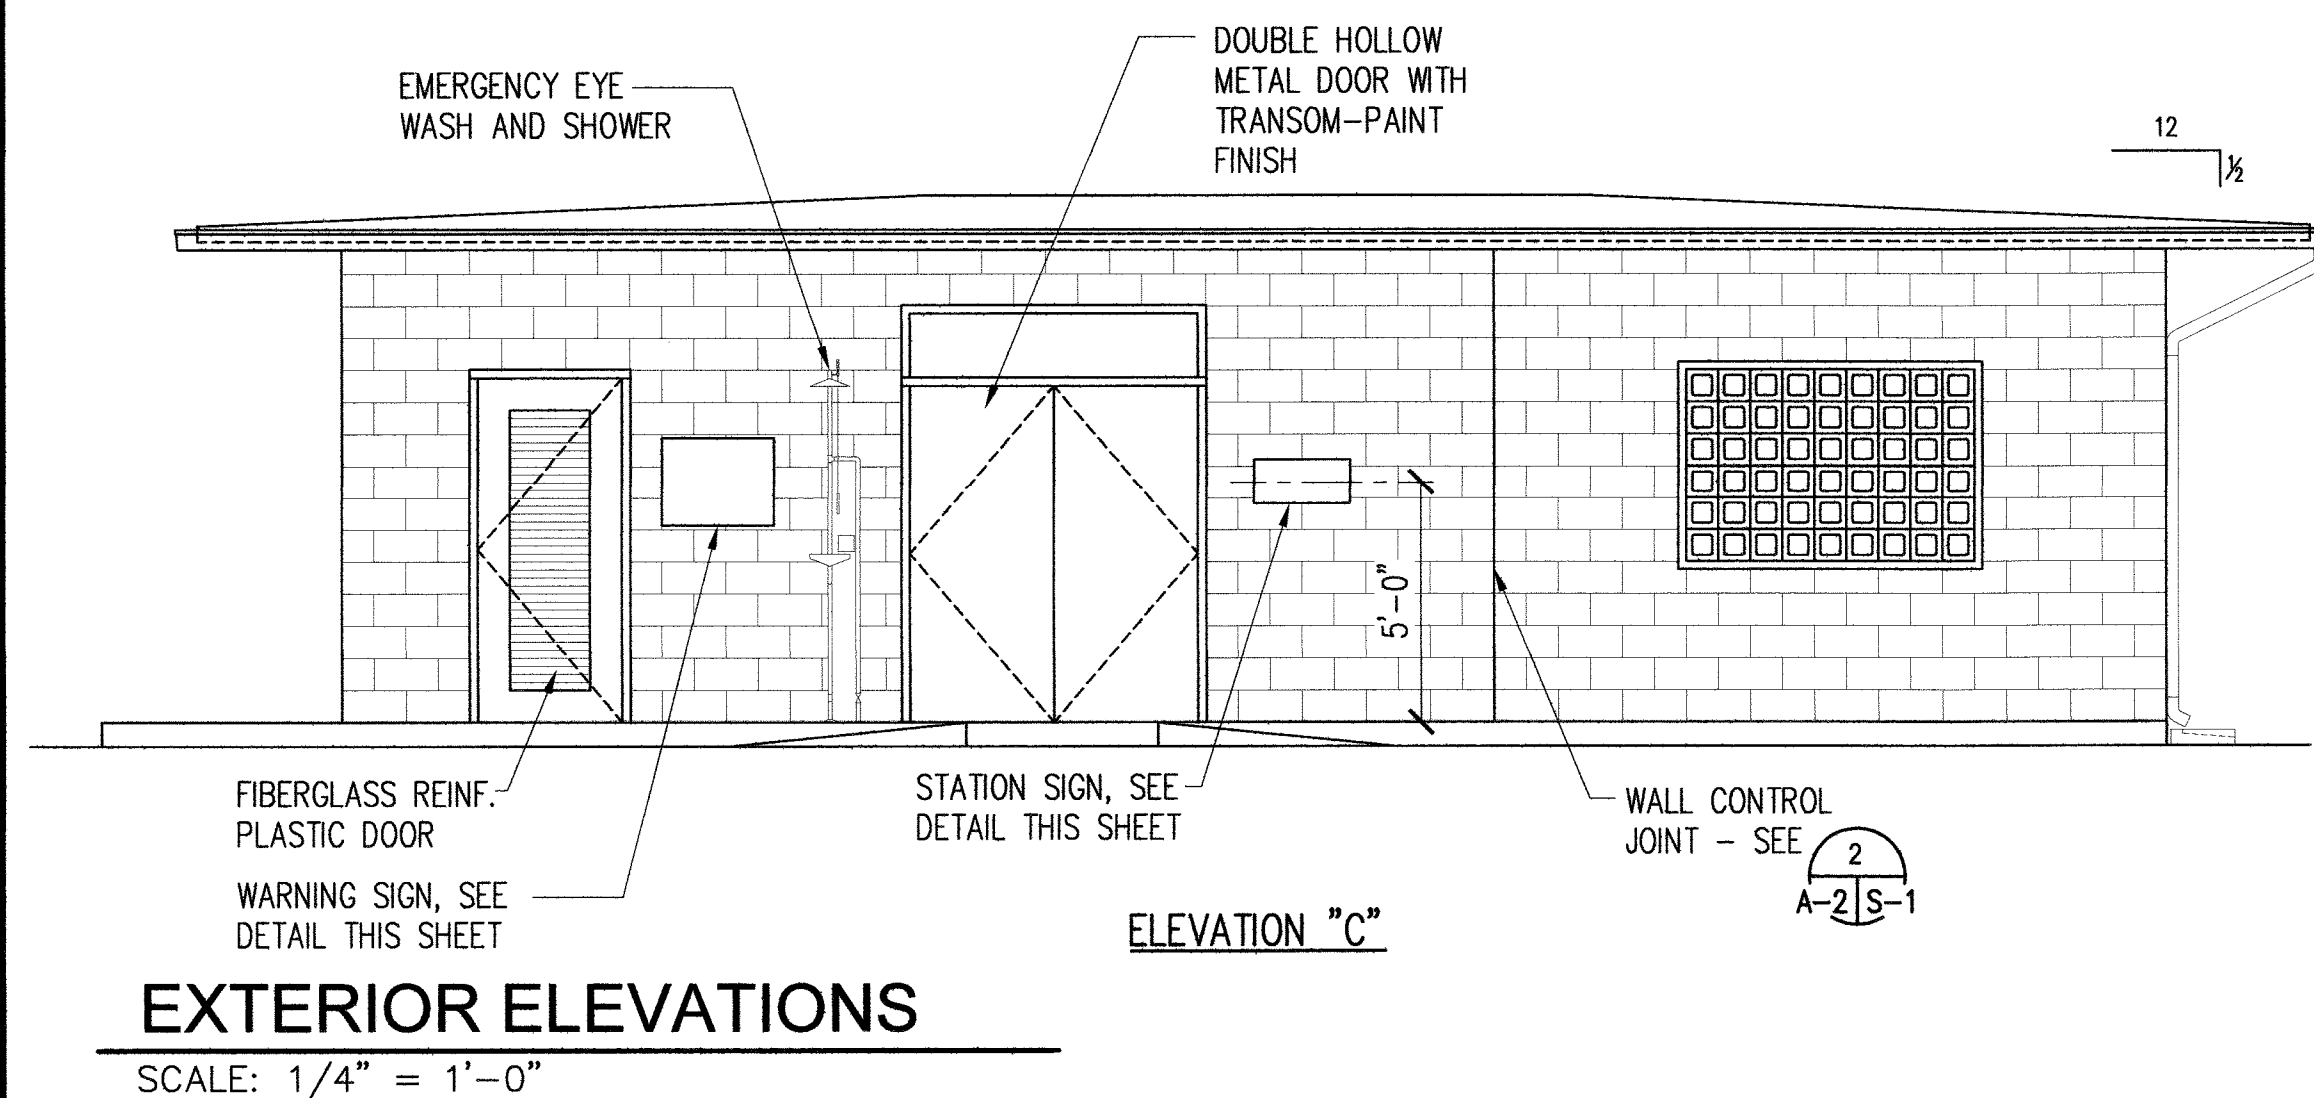 DOUBLE HOLLOW
METAL DOOR WITH
TRANSOM-PAINT
FINISH
EMERGENCY EYE
WASH AND SHOWER
12
½
5'-0"
FIBERGLASS REINF.
PLASTIC DOOR
WARNING SIGN, SEE
DETAIL THIS SHEET
STATION SIGN, SEE
DETAIL THIS SHEET
WALL CONTROL
JOINT - SEE
2
A-2 S-1
ELEVATION "C"
EXTERIOR ELEVATIONS
SCALE: 1/4" = 1'-0"